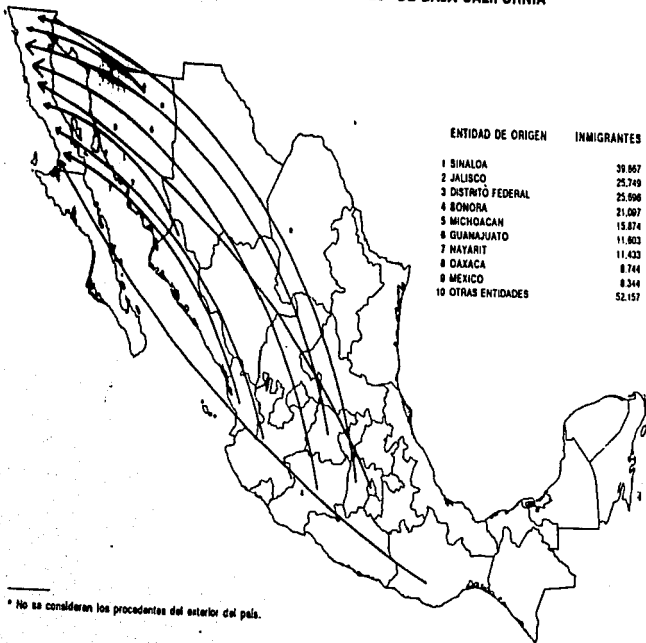 DE BAJA CALIFORNIA
ENTIDAD DE ORIGEN INMIGRANTES
1 SINALOA 39.867
2 JALISCO 25,749
3 DISTRITO FEDERAL 25,696
4 SONORA 21,097
5 MICHOACAN 15,874
6 GUANAJUATO 11,603
7 NAYARIT 11,433
8 OAXACA 8,744
9 MEXICO 8,344
10 OTRAS ENTIDADES 52,157
* No se consideran los procedentes del exterior del país.